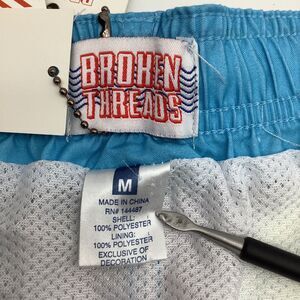 BROKEN
THREADS
M
MADE IN CHINA
RN# 144487
SHELL:
100% POLYESTER
LINING:
100% POLYESTER
EXCLUSIVE OF
DECORATION